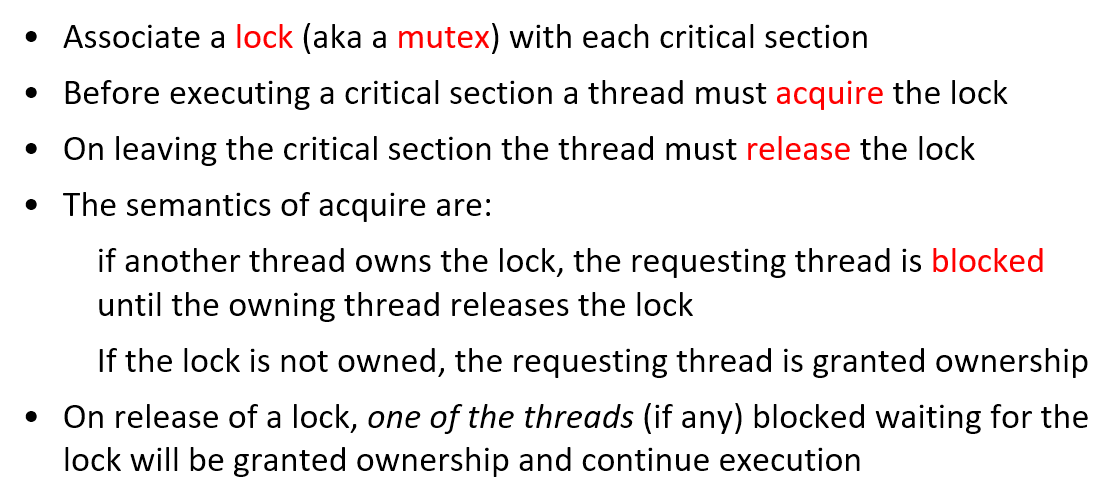 • Associate a lock (aka a mutex) with each critical section
• Before executing a critical section a thread must acquire the lock
• On leaving the critical section the thread must release the lock
• The semantics of acquire are:
if another thread owns the lock, the requesting thread is blocked
until the owning thread releases the lock
If the lock is not owned, the requesting thread is granted ownership
• On release of a lock, one of the threads (if any) blocked waiting for the
lock will be granted ownership and continue execution